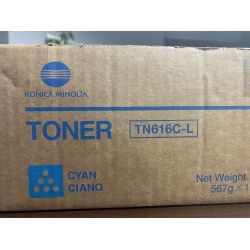 KONICA MINOLTA
TONER TN616C-L
CYAN
CIANO
Net Weight
567g×1